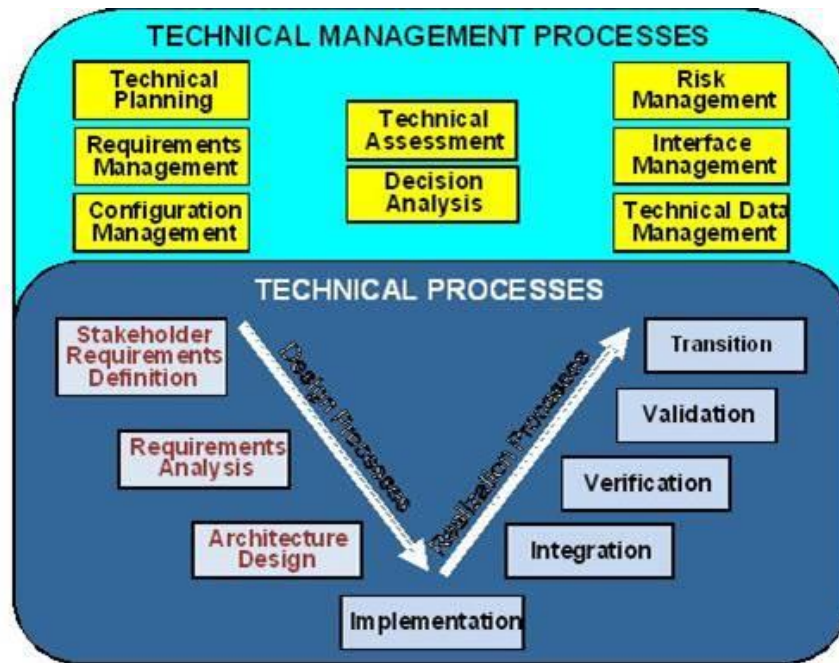 TECHNICAL MANAGEMENT PROCESSES
Technical
Planning
Requirements
Management
Configuration
Management
Technical
Assessment
Decision
Analysis
Risk
Management
Interface
Management
Technical Data
Management
TECHNICAL PROCESSES
Stakeholder
Requirements
Definition
Requirements
Analysis
Architecture
Design
Design Processes
Implementation
Realization Processes
Integration
Verification
Validation
Transition